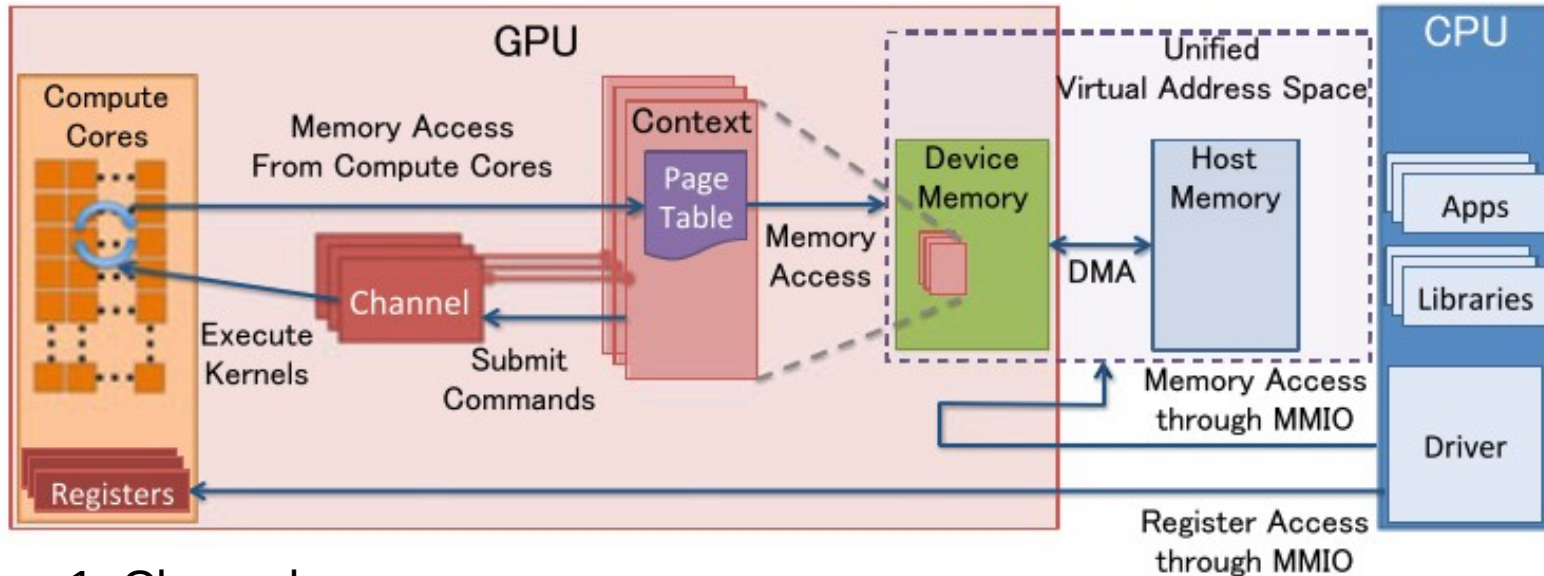 GPU
CPU
Unified
Virtual Address Space
Compute
Cores
Memory Access
From Compute Cores
Context
Page
Table
Device
Memory
Host
Memory
Apps
Memory
Access
DMA
Channel
Libraries
Execute
Kernels
Submit
Commands
Memory Access
through MMIO
Driver
Registers
Register Access
through MMIO